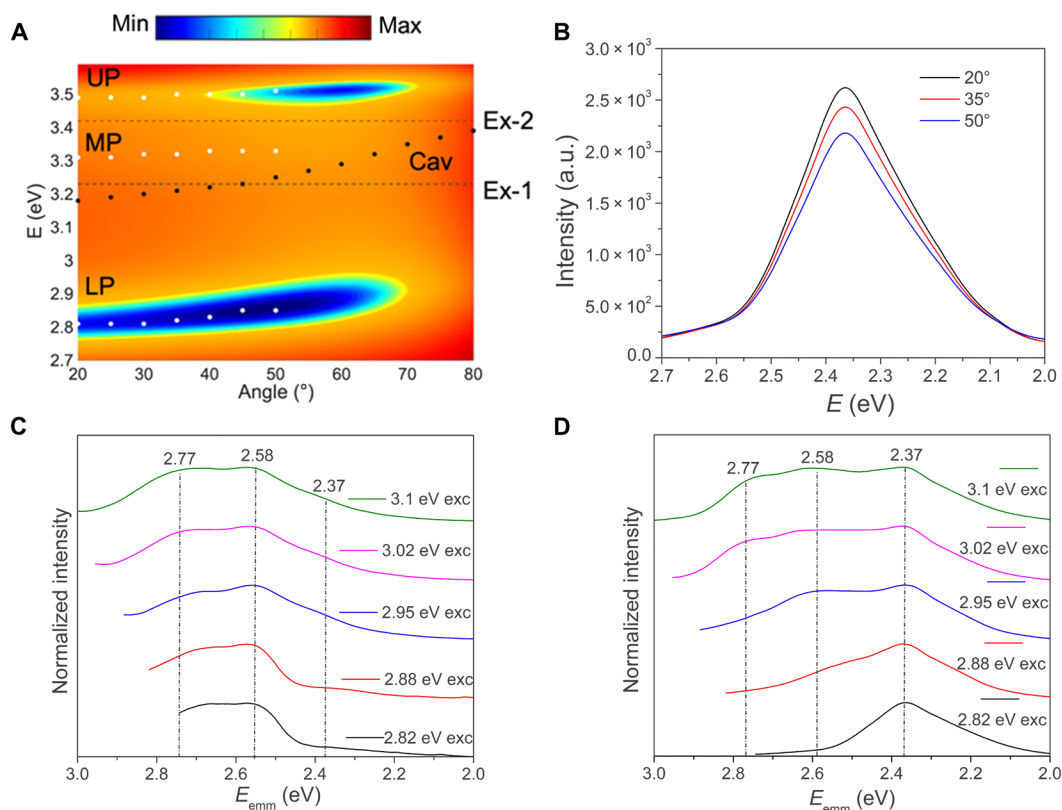 A
Min
Max
UP
MP
LP
Ex-2
Cav
Ex-1
E (eV)
3.5
3.4
3.3
3.2
3.1
3
2.9
2.8
2.7
20 30 40 50 60 70 80
Angle (°)
B
Intensity (a.u.)
3.0 × 10³
2.5 × 10³
2.0 × 10³
1.5 × 10³
1.0 × 10³
5.0 × 10²
0.0
20°
35°
50°
2.7 2.6 2.5 2.4 2.3 2.2 2.1 2.0
E (eV)
C
Normalized intensity
2.77
2.58
2.37
3.1 eV exc
3.02 eV exc
2.95 eV exc
2.88 eV exc
2.82 eV exc
3.0 2.8 2.6 2.4 2.2 2.0
Eemm (eV)
D
Normalized intensity
2.77
2.58
2.37
3.1 eV exc
3.02 eV exc
2.95 eV exc
2.88 eV exc
2.82 eV exc
3.0 2.8 2.6 2.4 2.2 2.0
Eemm (eV)